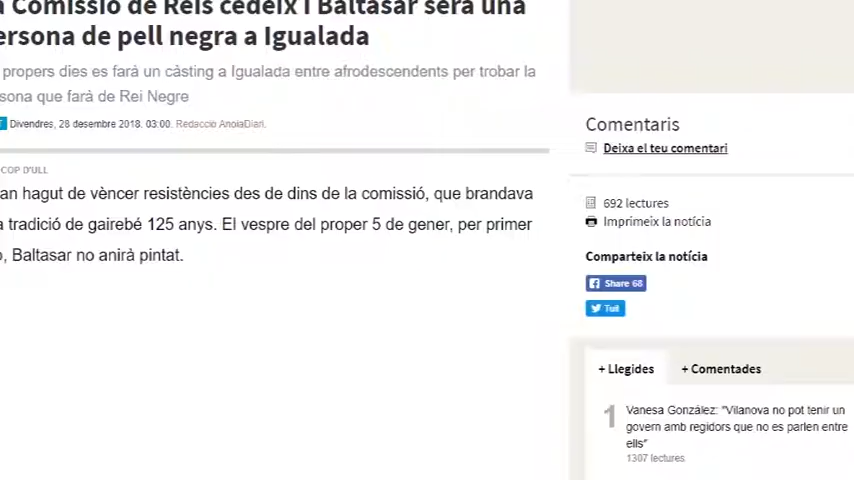 a Comissió de Reis cedeix i Baltasar serà una
ersona de pell negra a Igualada
propers dies es farà un càsting a Igualada entre afrodescendents per trobar la
sona que farà de Rei Negre
Divendres, 28 desembre 2018. 03:00. Redacció AnoiaDiari.
COP D'ULL
an hagut de vèncer resistències des de dins de la comissió, que brandava
a tradició de gairebé 125 anys. El vespre del proper 5 de gener, per primer
o, Baltasar no anirà pintat.
Comentaris
Deixa el teu comentari
692 lectures
Imprimeix la notícia
Comparteix la notícia
Share 68
Tuit
+ Llegides
+ Comentades
1
Vanesa González: "Vilanova no pot tenir un
govern amb regidors que no es parlen entre
ells"
1307 lectures